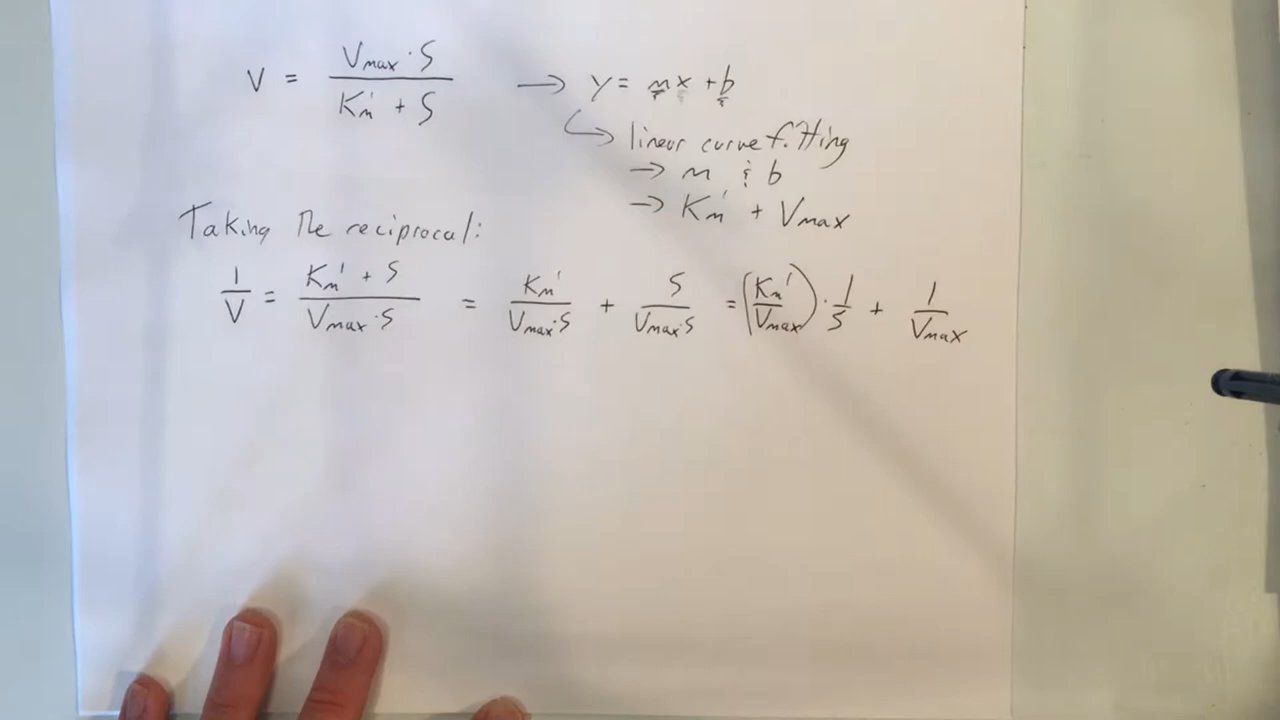 V = Vmax · S / (Km' + S) → y = mx + b
↳ linear curve fitting
→ m & b
→ Km' + Vmax
Taking the reciprocal:
1/V = (Km' + S) / (Vmax · S) = Km' / (Vmax · S) + S / (Vmax · S) = (Km' / Vmax) · 1/S + 1/Vmax